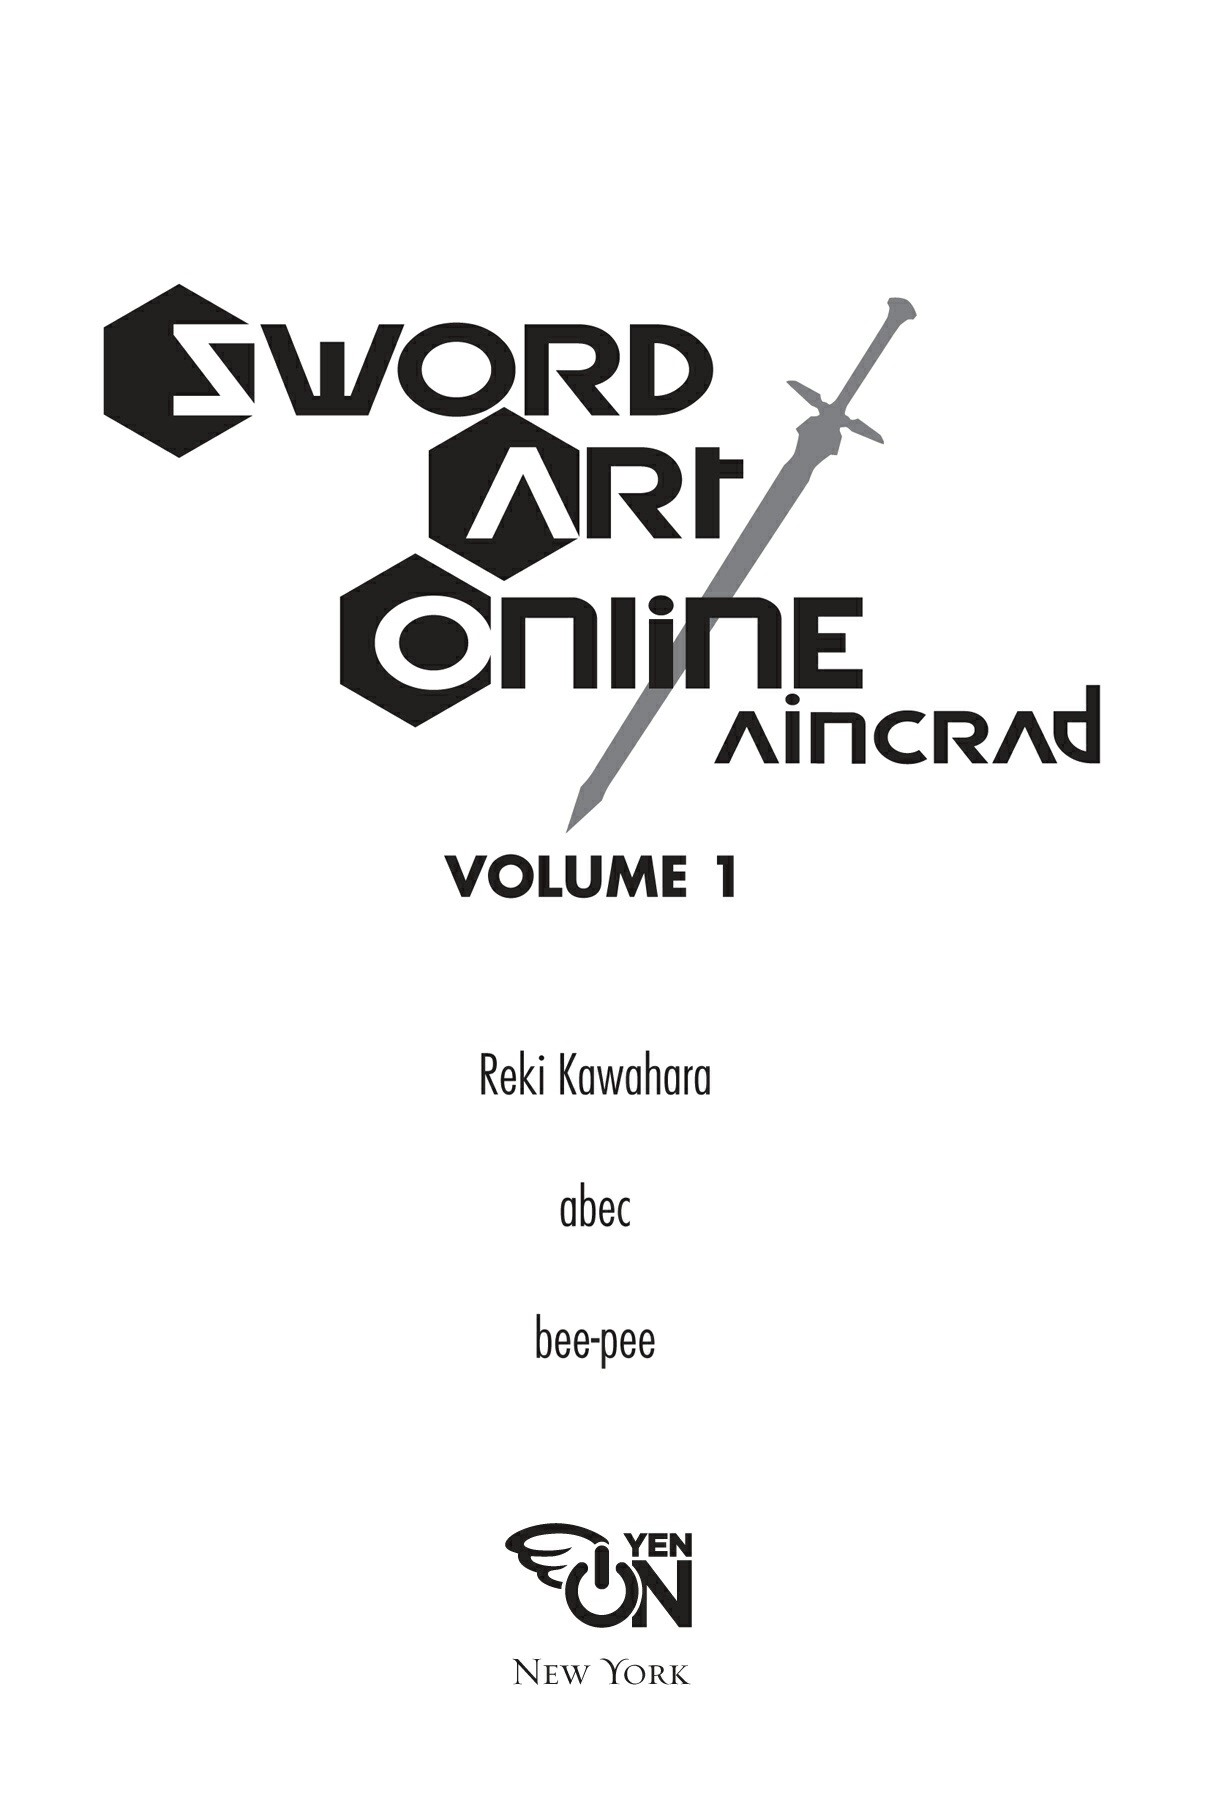 SWORD
ART
ONLINE
AINCRAD
VOLUME 1
Reki Kawahara
abec
bee-pee
YEN
ON
NEW YORK